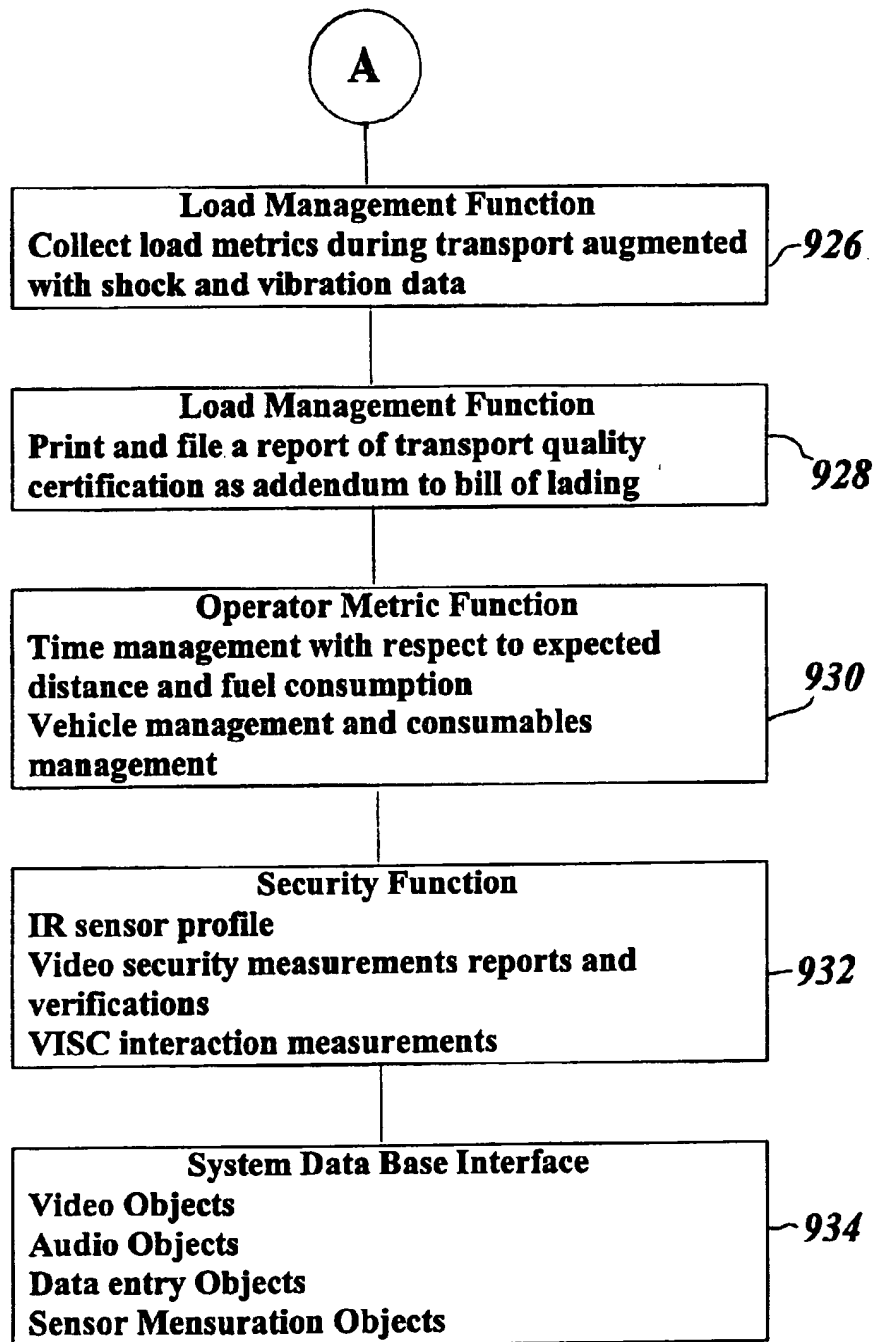 A
Load Management Function
Collect load metrics during transport augmented
with shock and vibration data
926
Load Management Function
Print and file a report of transport quality
certification as addendum to bill of lading
928
Operator Metric Function
Time management with respect to expected
distance and fuel consumption
Vehicle management and consumables
management
930
Security Function
IR sensor profile
Video security measurements reports and
verifications
VISC interaction measurements
932
System Data Base Interface
Video Objects
Audio Objects
Data entry Objects
Sensor Mensuration Objects
934